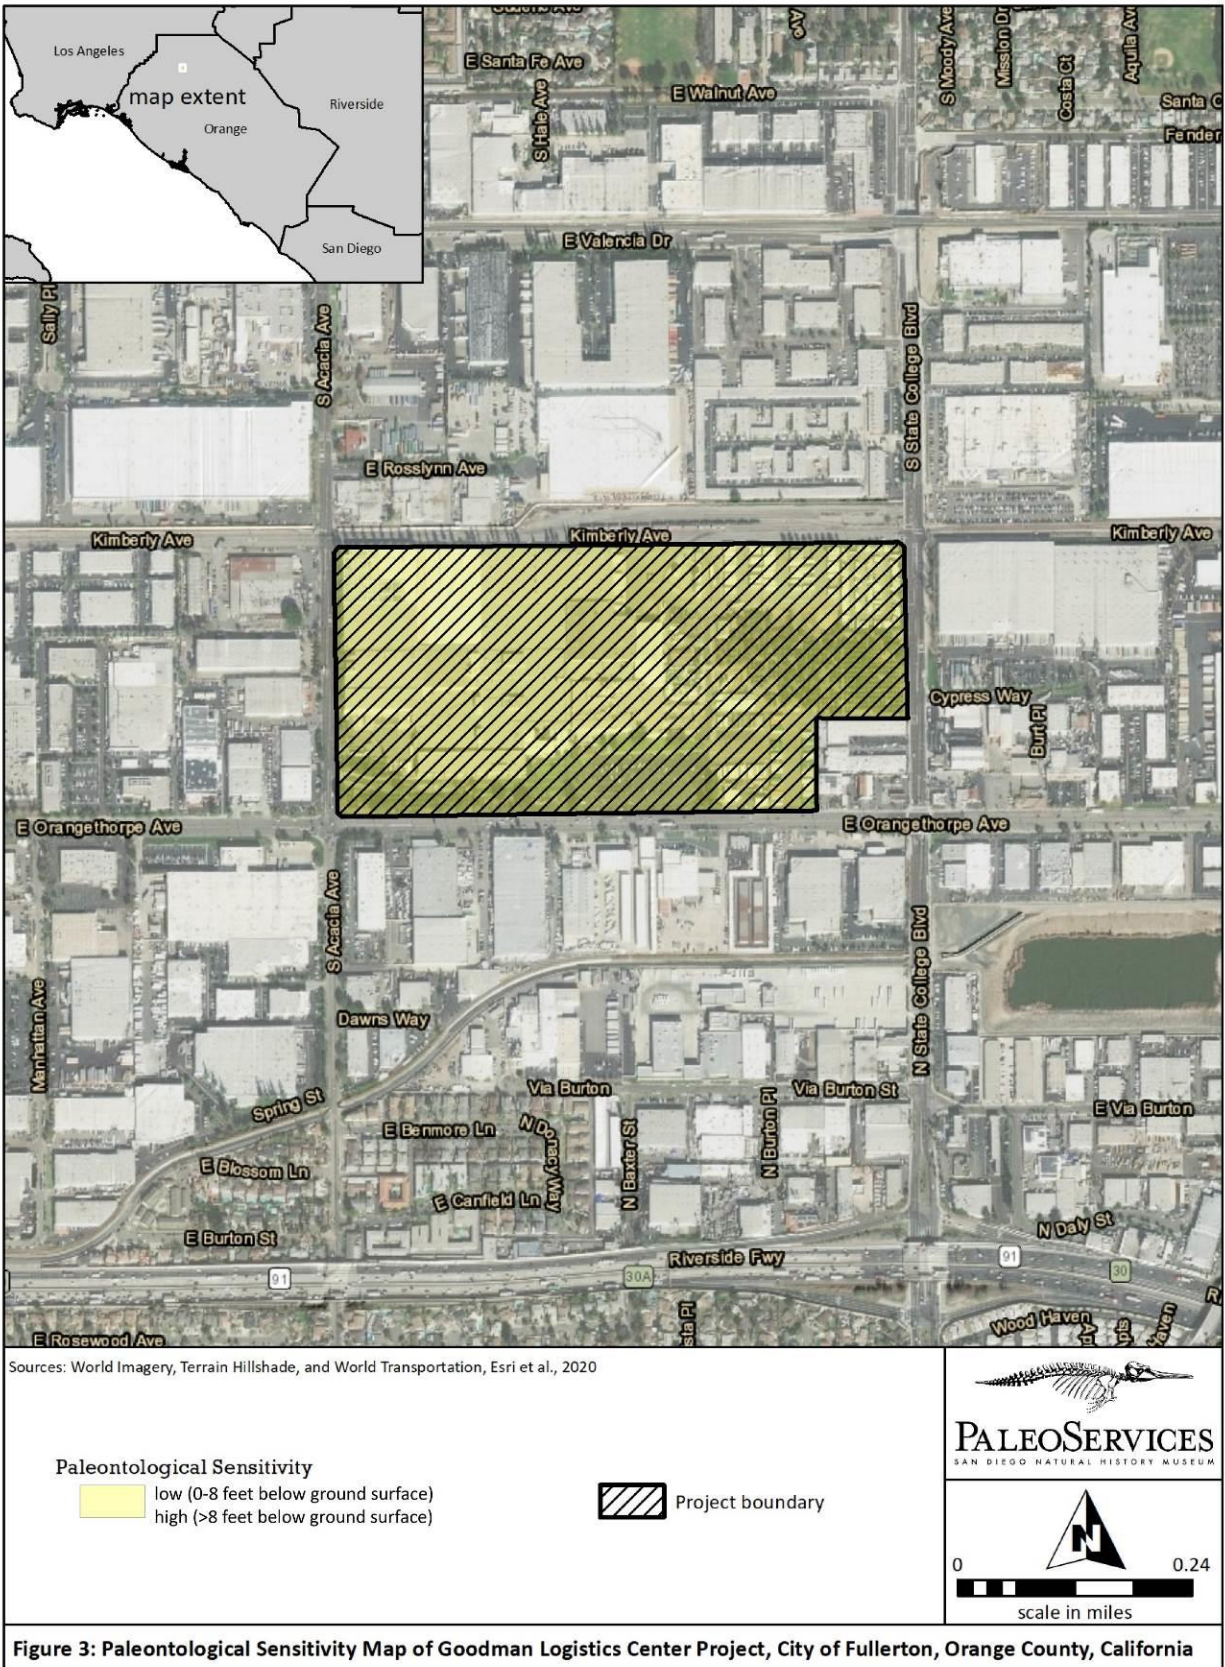 Los Angeles
map extent
Orange
Riverside
San Diego
E Santa Fe Ave
S Hale Ave
E Walnut Ave
S Moody Ave
Mission Dr
Costa Ct
Aquila Av
Santa
Fender
E Valencia Dr
Sally Pl
S Acacia Ave
S State College Blvd
E Rosslynn Ave
Kimberly Ave
Kimberly Ave
Kimberly Ave
Cypress Way
Burt Pl
E Orangethorpe Ave
E Orangethorpe Ave
S Acacia Ave
Manhattan Ave
N State College Blvd
Dawns Way
Spring St
Via Burton
Via Burton St
E Via Burton
E Benmore Ln
N Donacy Way
N Baxter St
N Burton Pl
E Blossom Ln
E Canfield Ln
E Burton St
N Daly St
Riverside Fwy
91
30A
91
30
E Rosewood Ave
sta Pl
Wood Haven
Haven
Sources: World Imagery, Terrain Hillshade, and World Transportation, Esri et al., 2020
Paleontological Sensitivity
low (0-8 feet below ground surface)
high (>8 feet below ground surface)
Project boundary
PALEOSERVICES
SAN DIEGO NATURAL HISTORY MUSEUM
N
0 0.24
scale in miles
Figure 3: Paleontological Sensitivity Map of Goodman Logistics Center Project, City of Fullerton, Orange County, California